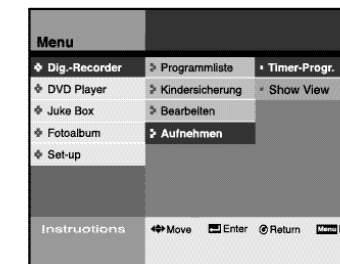 Menu
Dig.-Recorder
Programmliste
Timer-Progr.
DVD Player
Kindersicherung
Show View
Juke Box
Bearbeiten
Fotoalbum
Aufnehmen
Set-up
Instructions
Move Enter Return Menu